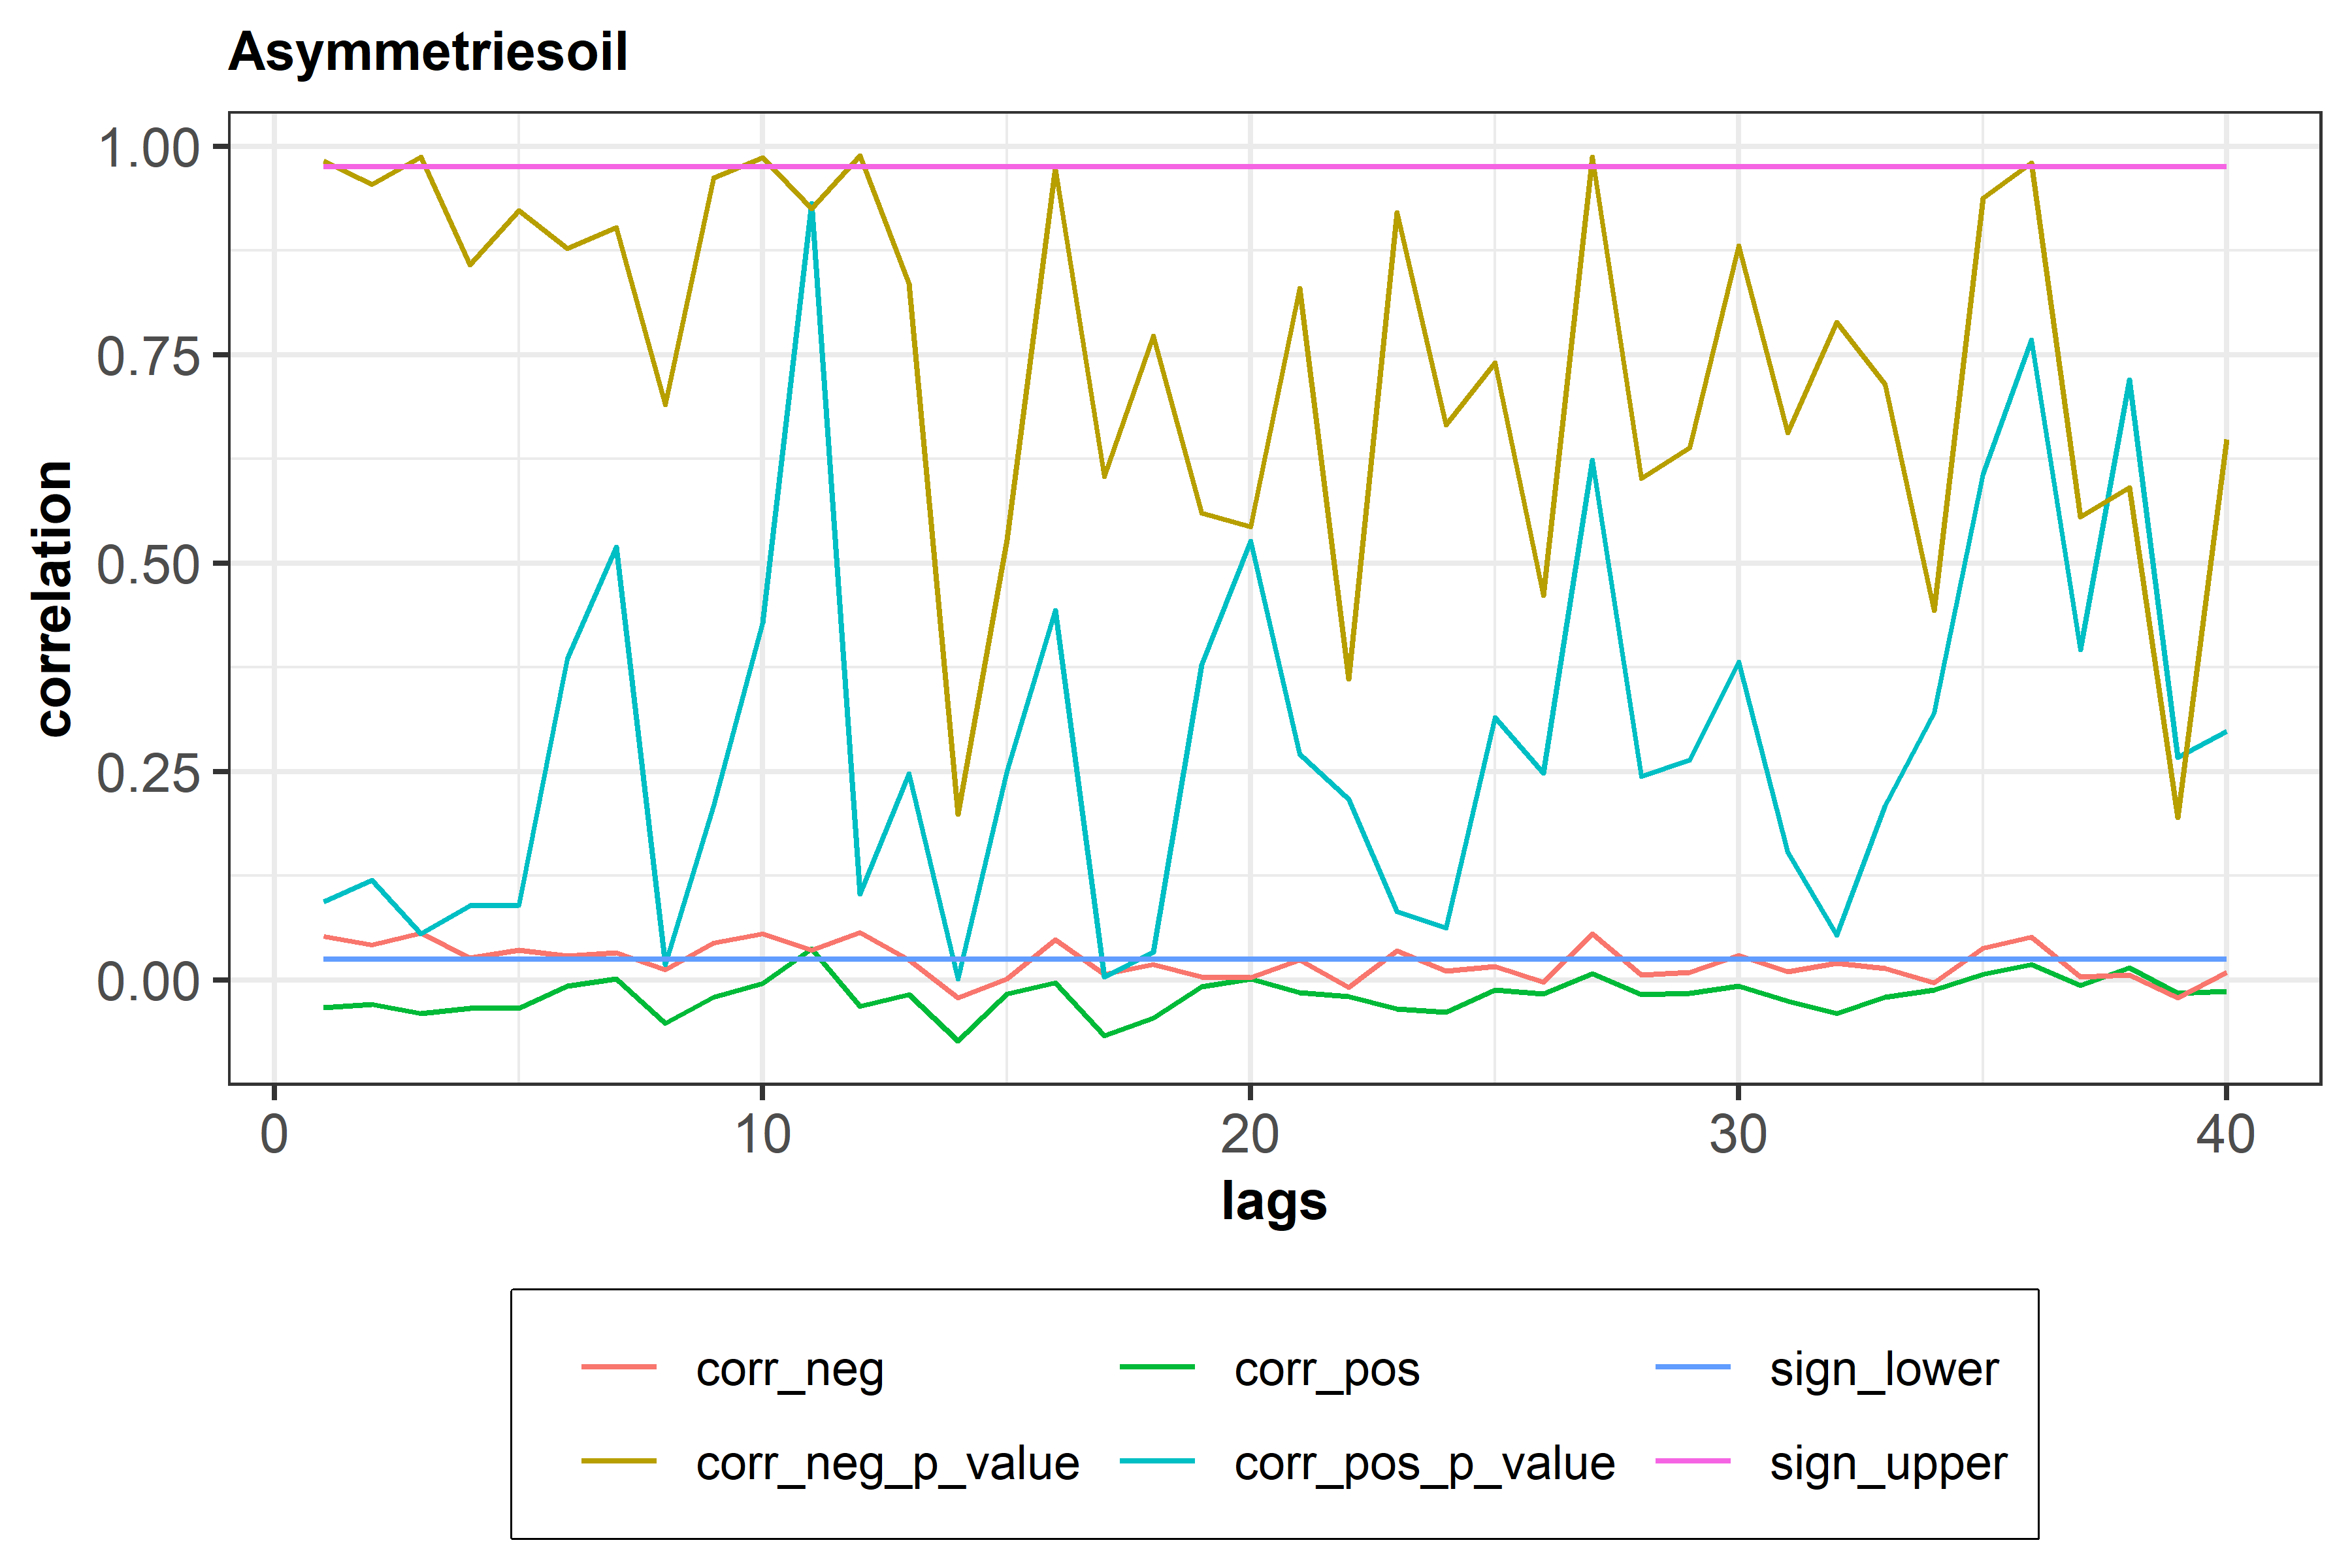 Asymmetriesoil
1.00
0.75
0.50
0.25
0.00
correlation
0 10 20 30 40
lags
corr_neg corr_pos sign_lower
corr_neg_p_value corr_pos_p_value sign_upper